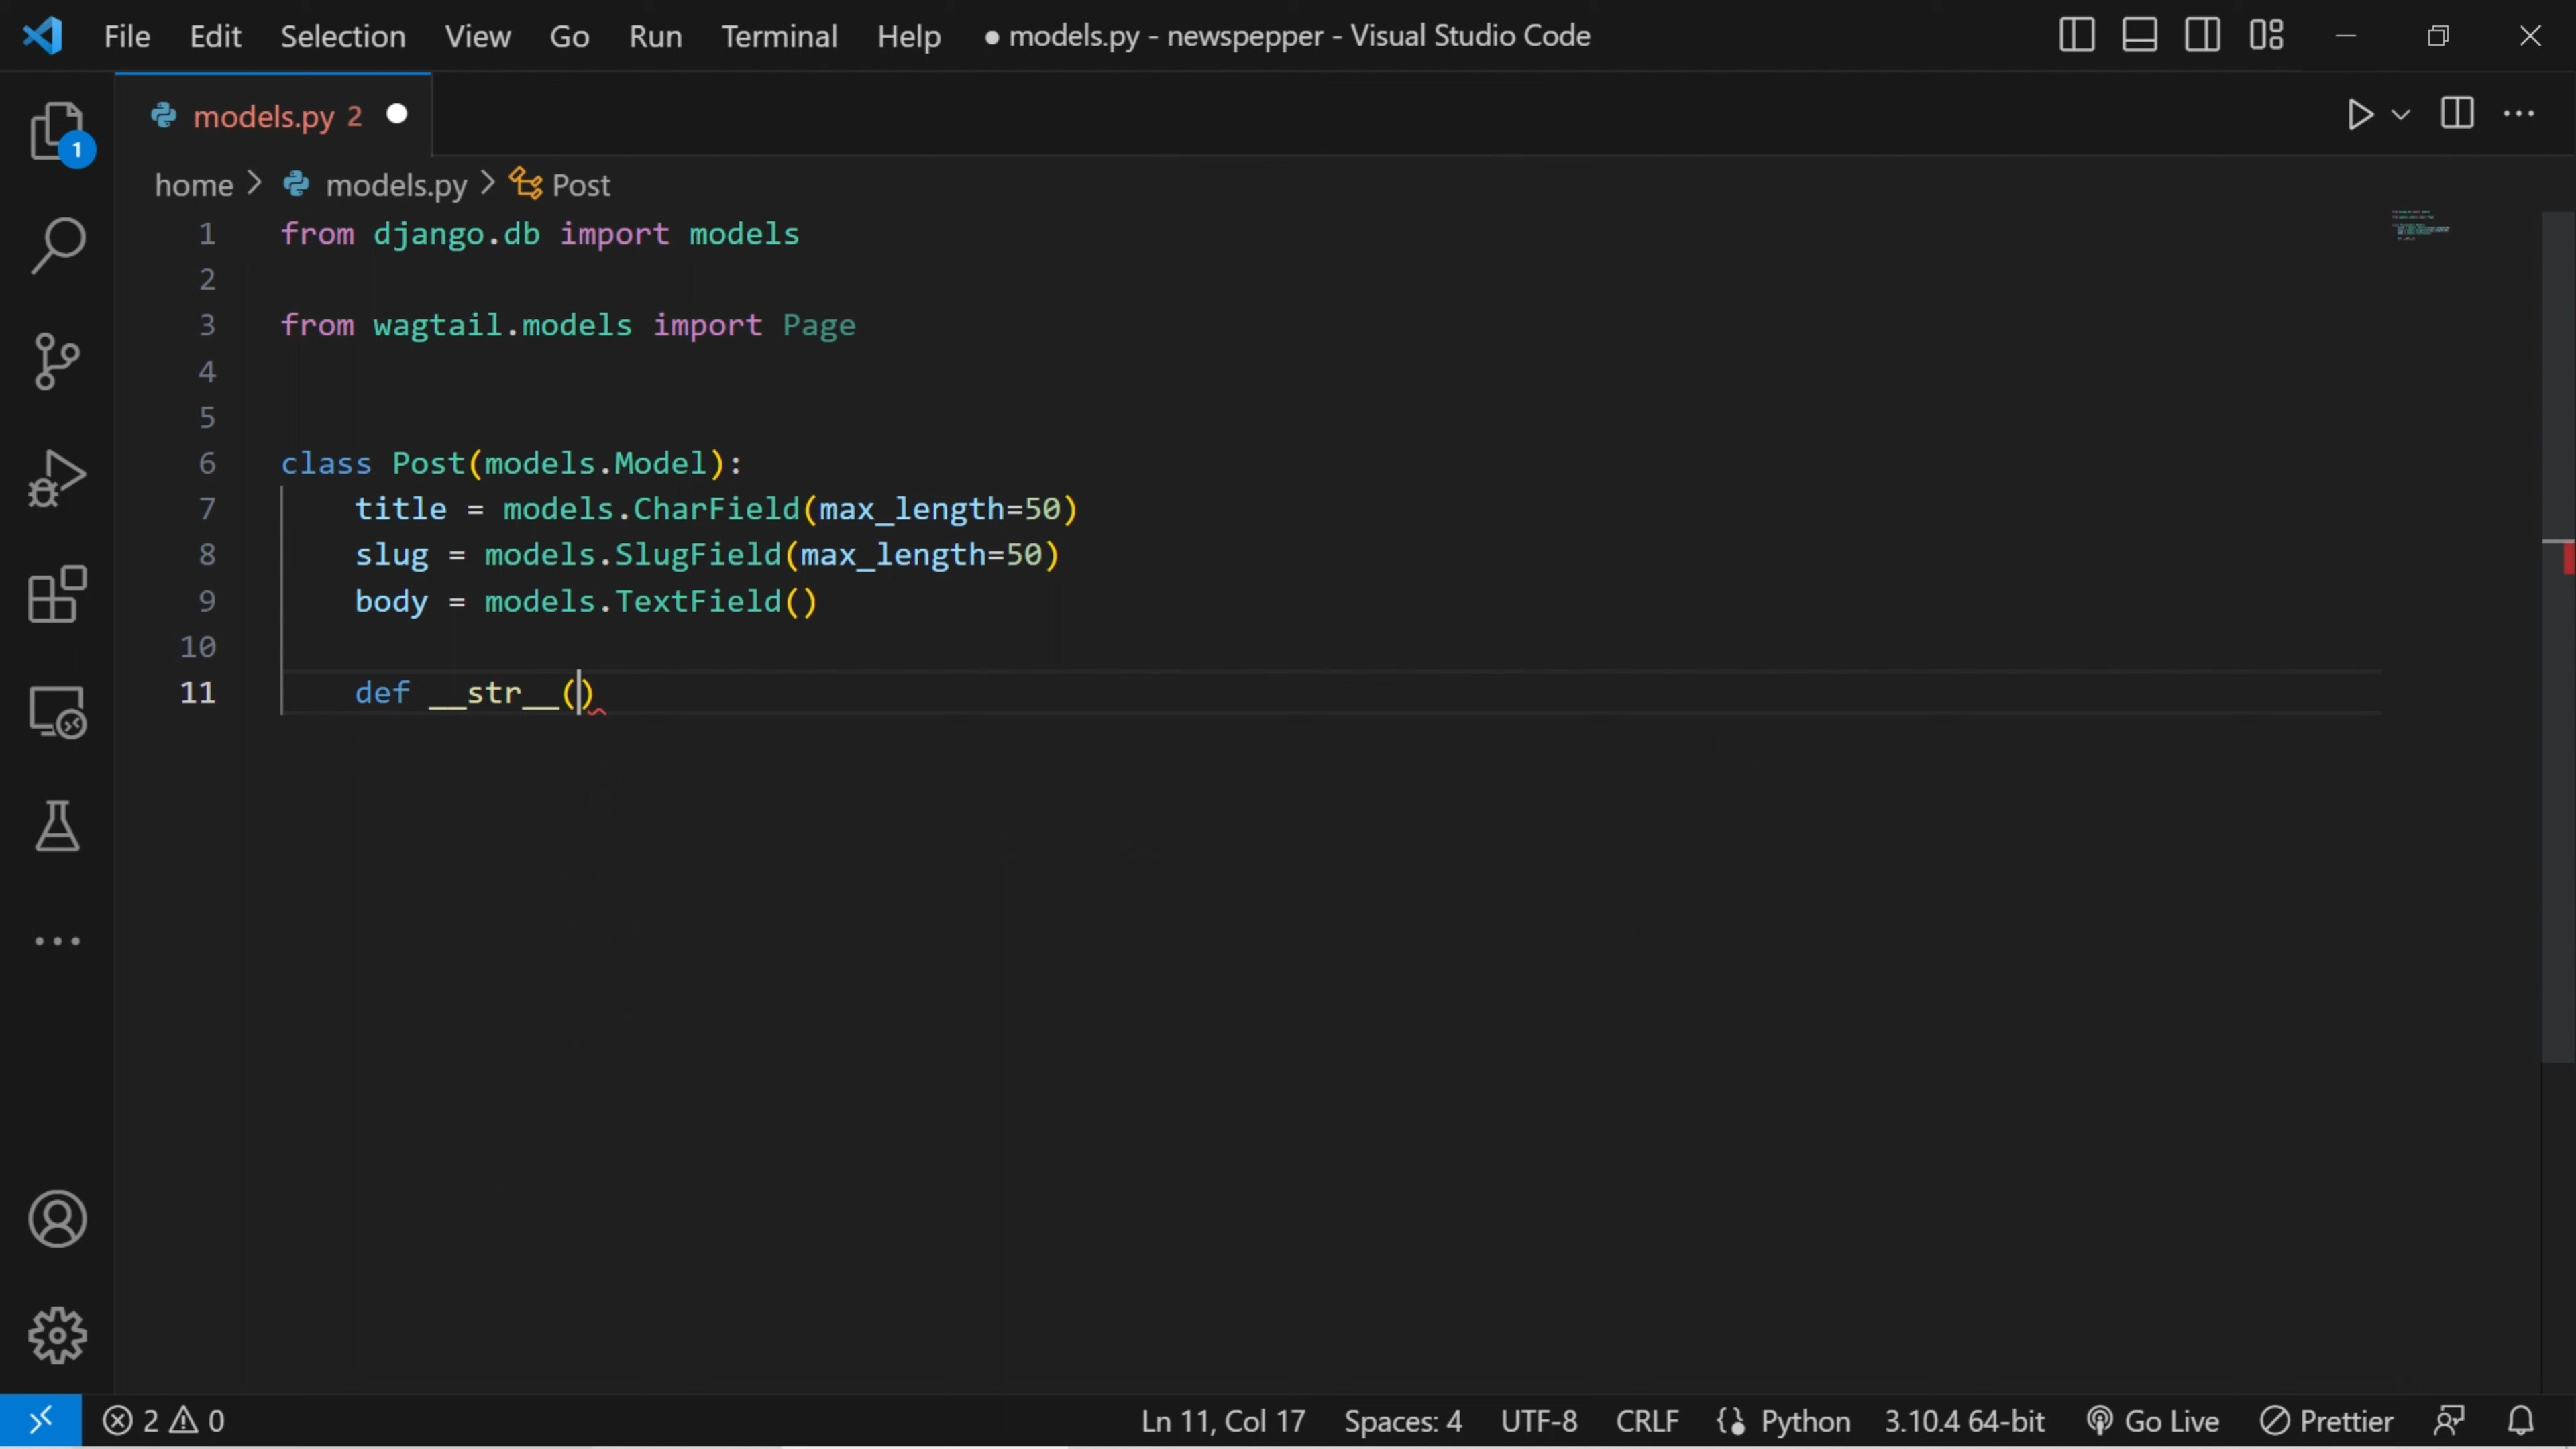 File Edit Selection View Go Run Terminal Help ● models.py - newspepper - Visual Studio Code
models.py 2
home > models.py > Post
1 from django.db import models
2
3 from wagtail.models import Page
4
5
6 class Post(models.Model):
7 title = models.CharField(max_length=50)
8 slug = models.SlugField(max_length=50)
9 body = models.TextField()
10
11 def __str__()
1
2 0 Ln 11, Col 17 Spaces: 4 UTF-8 CRLF Python 3.10.4 64-bit Go Live Prettier